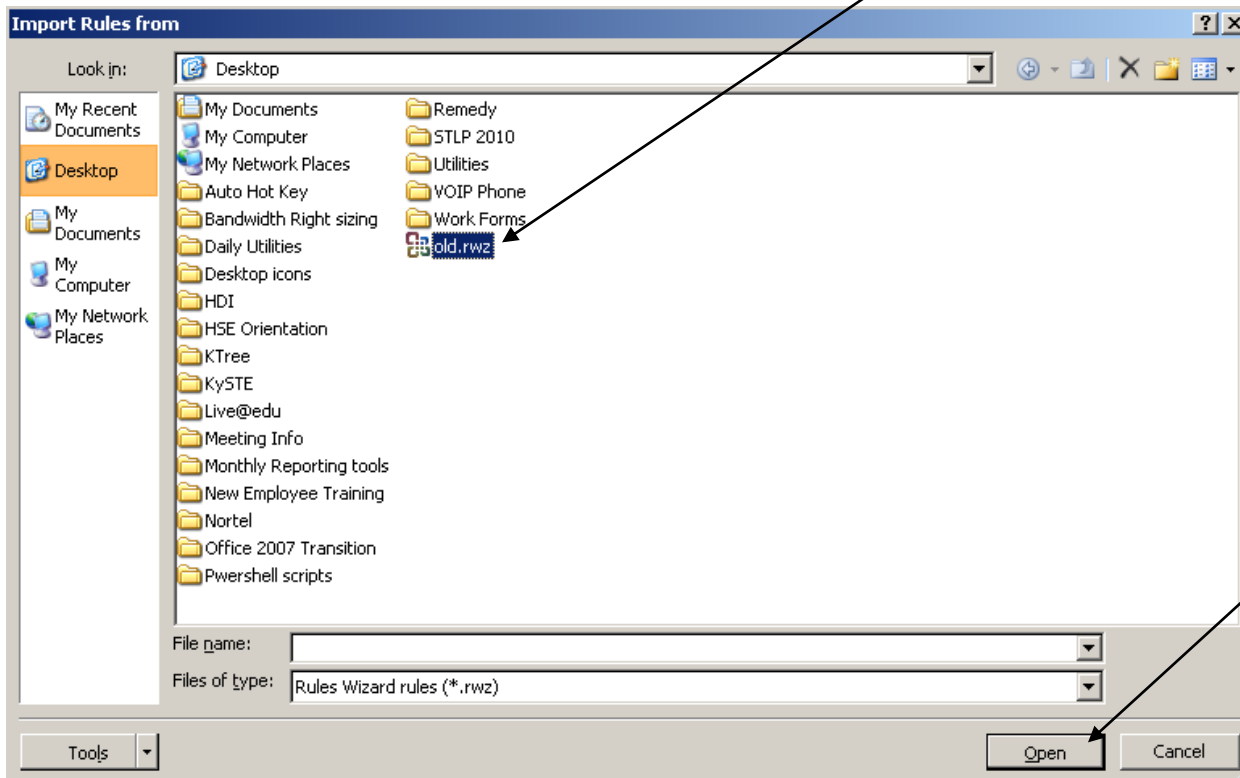 Import Rules from
Look in:
Desktop
My Recent
Documents
Desktop
My
Documents
My
Computer
My Network
Places
My Documents
My Computer
My Network Places
Auto Hot Key
Bandwidth Right sizing
Daily Utilities
Desktop icons
HDI
HSE Orientation
KTree
KySTE
Live@edu
Meeting Info
Monthly Reporting tools
New Employee Training
Nortel
Office 2007 Transition
Pwershell scripts
Remedy
STLP 2010
Utilities
VOIP Phone
Work Forms
old.rwz
File name:
Files of type:
Rules Wizard rules (*.rwz)
Tools
Open
Cancel